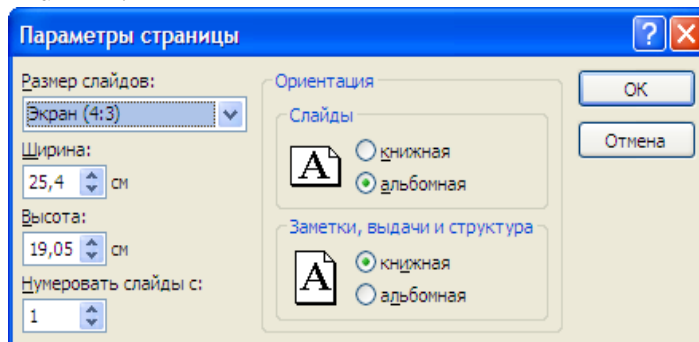 Параметры страницы
Размер слайдов:
Экран (4:3)
Ширина:
25,4 см
Высота:
19,05 см
Нумеровать слайды с:
1
Ориентация
Слайды
A
книжная
альбомная
Заметки, выдачи и структура
A
книжная
альбомная
ОК
Отмена